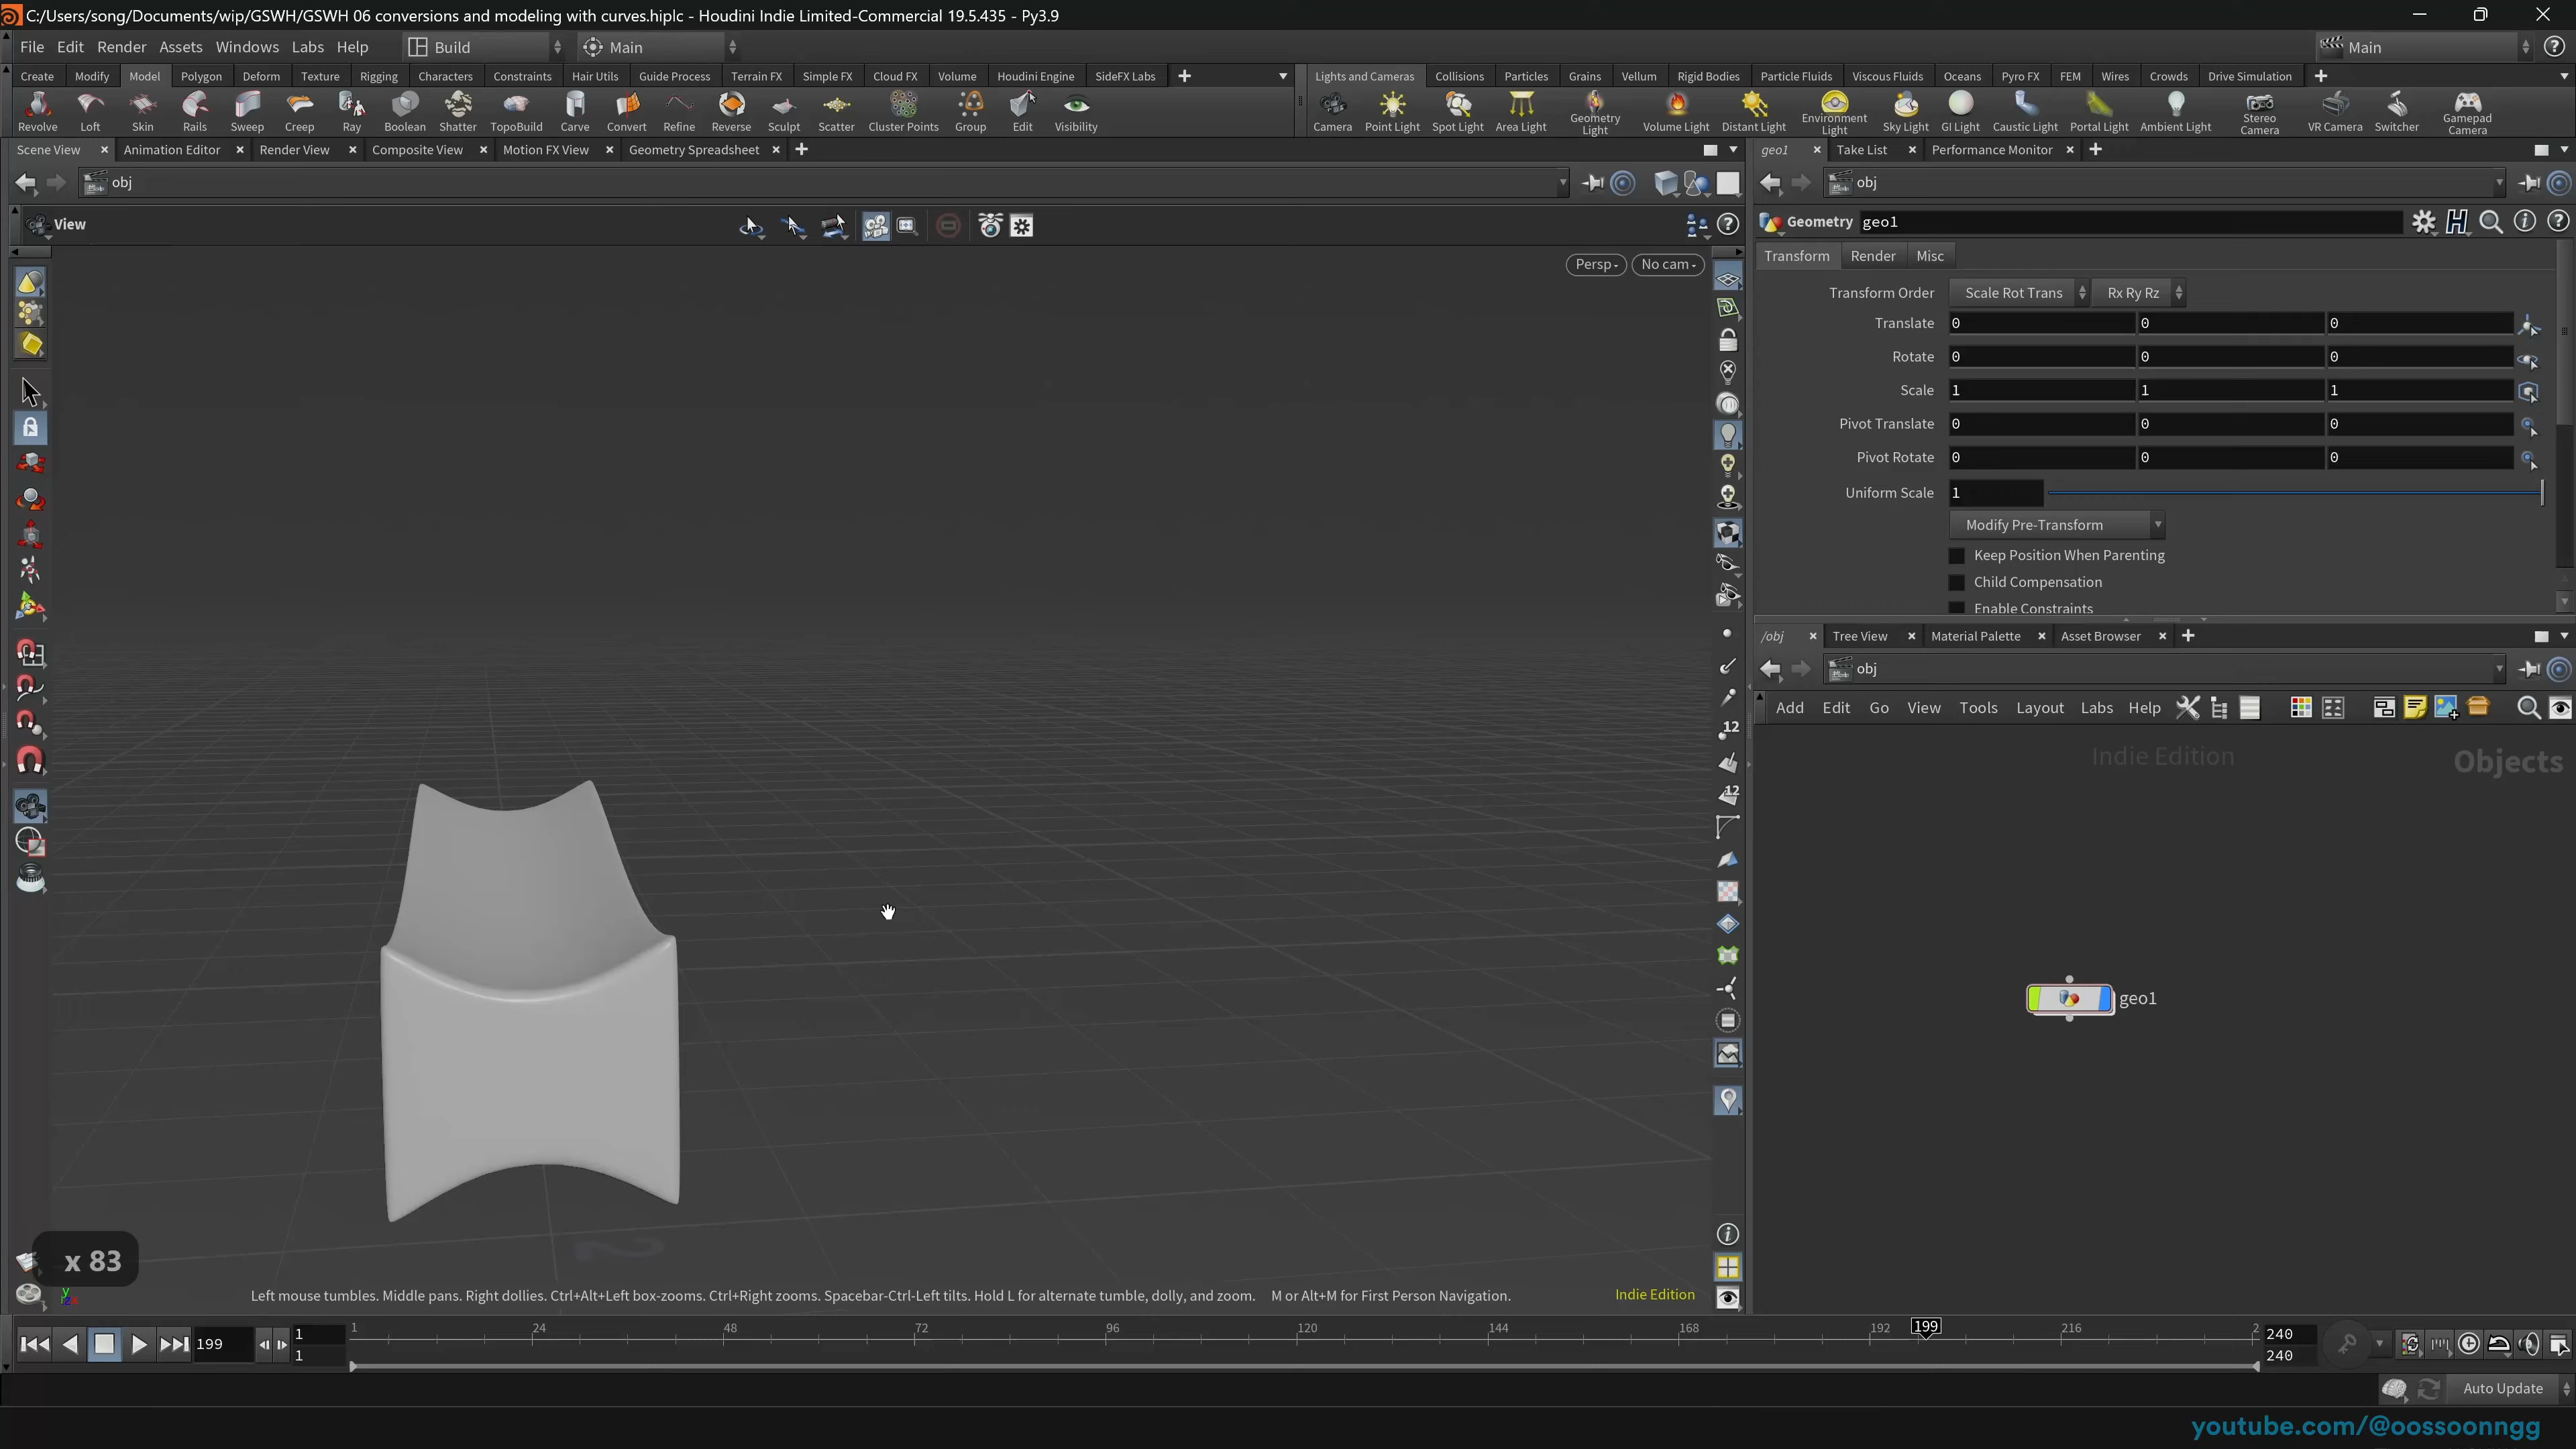 C:/Users/song/Documents/wip/GSWH/GSWH 06 conversions and modeling with curves.hiplc - Houdini Indie Limited-Commercial 19.5.435 - Py3.9
File Edit Render Assets Windows Labs Help Build Main Main
Create Modify Model Polygon Deform Texture Rigging Characters Constraints Hair Utils Guide Process Terrain FX Simple FX Cloud FX Volume Houdini Engine SideFX Labs
Lights and Cameras Collisions Particles Grains Vellum Rigid Bodies Particle Fluids Viscous Fluids Oceans Pyro FX FEM Wires Crowds Drive Simulation
Revolve Loft Skin Rails Sweep Creep Ray Boolean Shatter TopoBuild Carve Convert Refine Reverse Sculpt Scatter Cluster Points Group Edit Visibility
Camera Point Light Spot Light Area Light Geometry Light Volume Light Distant Light Environment Light Sky Light GI Light Caustic Light Portal Light Ambient Light Stereo Camera VR Camera Switcher Gamepad Camera
Scene View Animation Editor Render View Composite View Motion FX View Geometry Spreadsheet
obj
View
Persp No cam
12
12
x 83
Left mouse tumbles. Middle pans. Right dollies. Ctrl+Alt+Left box-zooms. Ctrl+Right zooms. Spacebar-Ctrl-Left tilts. Hold L for alternate tumble, dolly, and zoom. M or Alt+M for First Person Navigation.
Indie Edition
geo1 Take List Performance Monitor
obj
Geometry geo1
Transform Render Misc
Transform Order Scale Rot Trans Rx Ry Rz
Translate 0 0 0
Rotate 0 0 0
Scale 1 1 1
Pivot Translate 0 0 0
Pivot Rotate 0 0 0
Uniform Scale 1
Modify Pre-Transform
Keep Position When Parenting
Child Compensation
Enable Constraints
/obj Tree View Material Palette Asset Browser
obj
Add Edit Go View Tools Layout Labs Help
Indie Edition
Objects
geo1
199 1 1 24 48 72 96 120 144 168 192 199 216 2 240
1 240
Auto Update
youtube.com/@oossoonngg